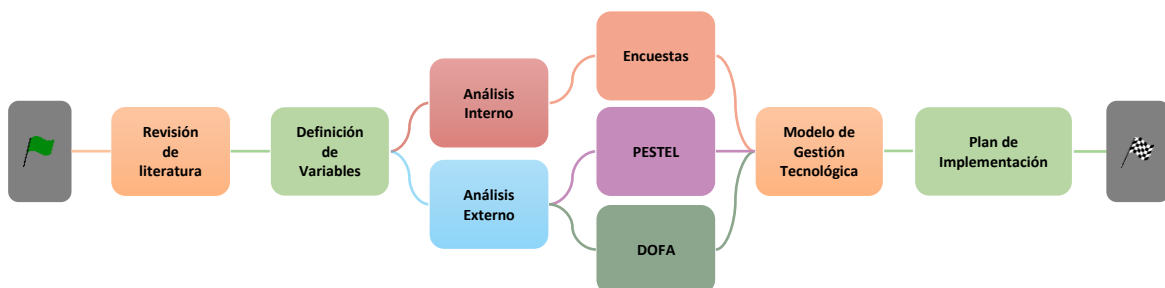 Revisión
de
literatura
Definición
de
Variables
Análisis
Interno
Análisis
Externo
Encuestas
PESTEL
DOFA
Modelo de
Gestión
Tecnológica
Plan de
Implementación